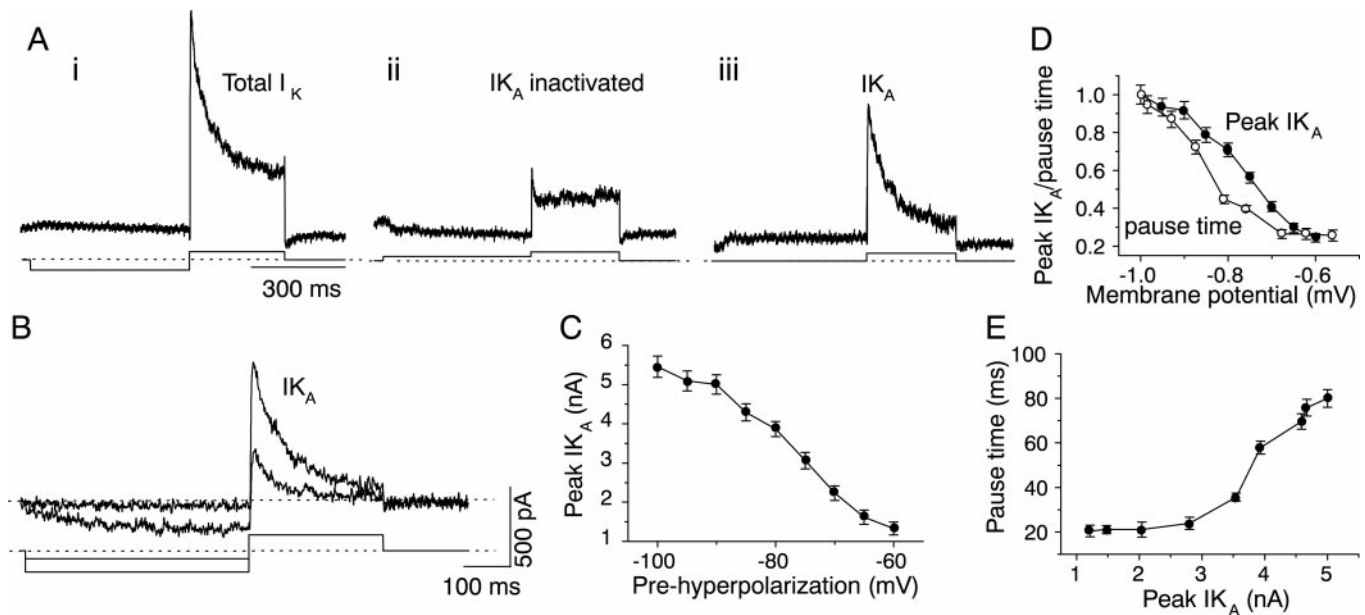 A
i
Total I K
ii
IKA inactivated
iii
IKA
300 ms
B
IKA
500 pA
100 ms
C
Peak IKA (nA)
6
5
4
3
2
1
-100
-80
-60
Pre-hyperpolarization (mV)
D
Peak IKA/pause time
1.0
0.8
0.6
0.4
0.2
Peak IKA
pause time
-1.0
-0.8
-0.6
Membrane potential (mV)
E
Pause time (ms)
100
80
60
40
20
0
1
2
3
4
5
Peak IKA (nA)